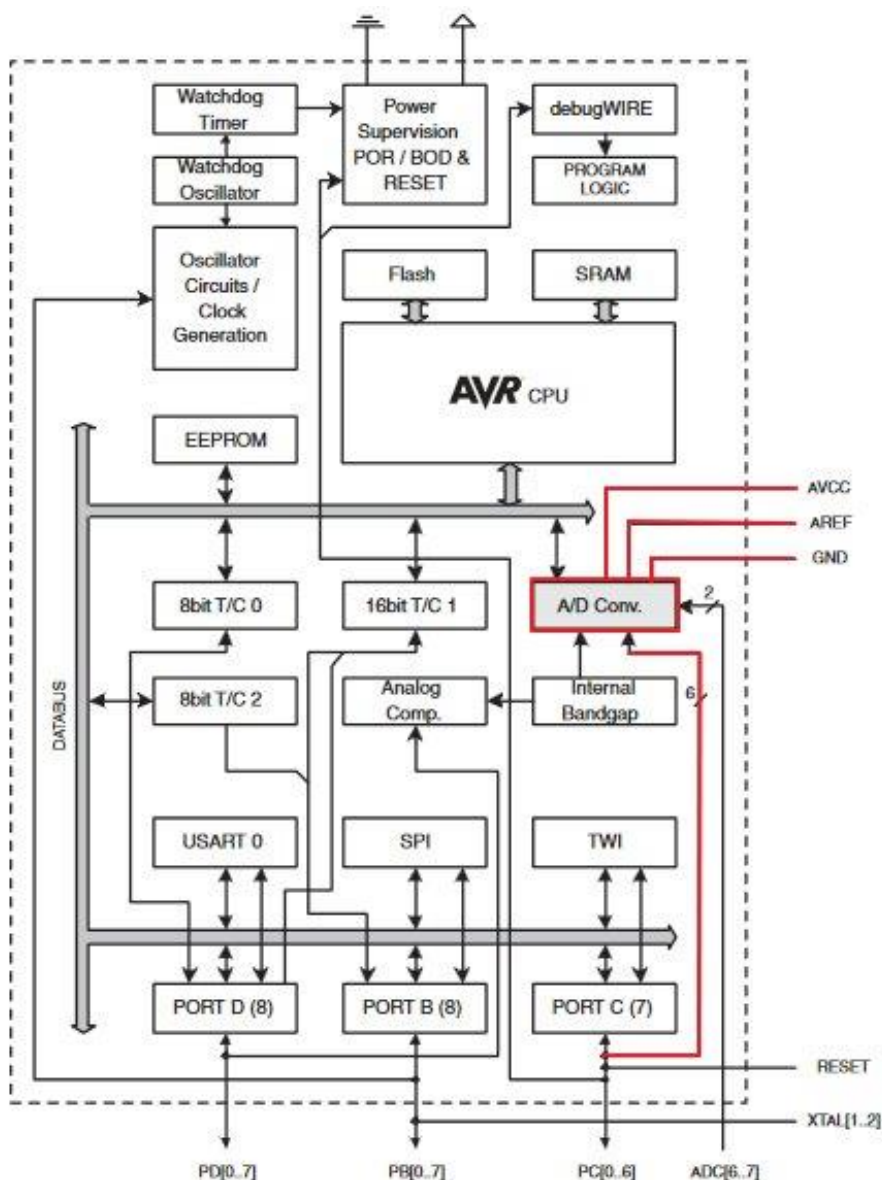 Watchdog
Timer
Power
Supervision
POR / BOD &
RESET
debugWIRE
Watchdog
Oscillator
PROGRAM
LOGIC
Oscillator
Circuits /
Clock
Generation
Flash
SRAM
AVR CPU
EEPROM
AVCC
AREF
GND
8bit T/C 0
16bit T/C 1
A/D Conv.
2
8bit T/C 2
Analog
Comp.
Internal
Bandgap
6
DATABUS
USART 0
SPI
TWI
PORT D (8)
PORT B (8)
PORT C (7)
RESET
XTAL[1..2]
PD[0..7]
PB[0..7]
PC[0..6]
ADC[6..7]